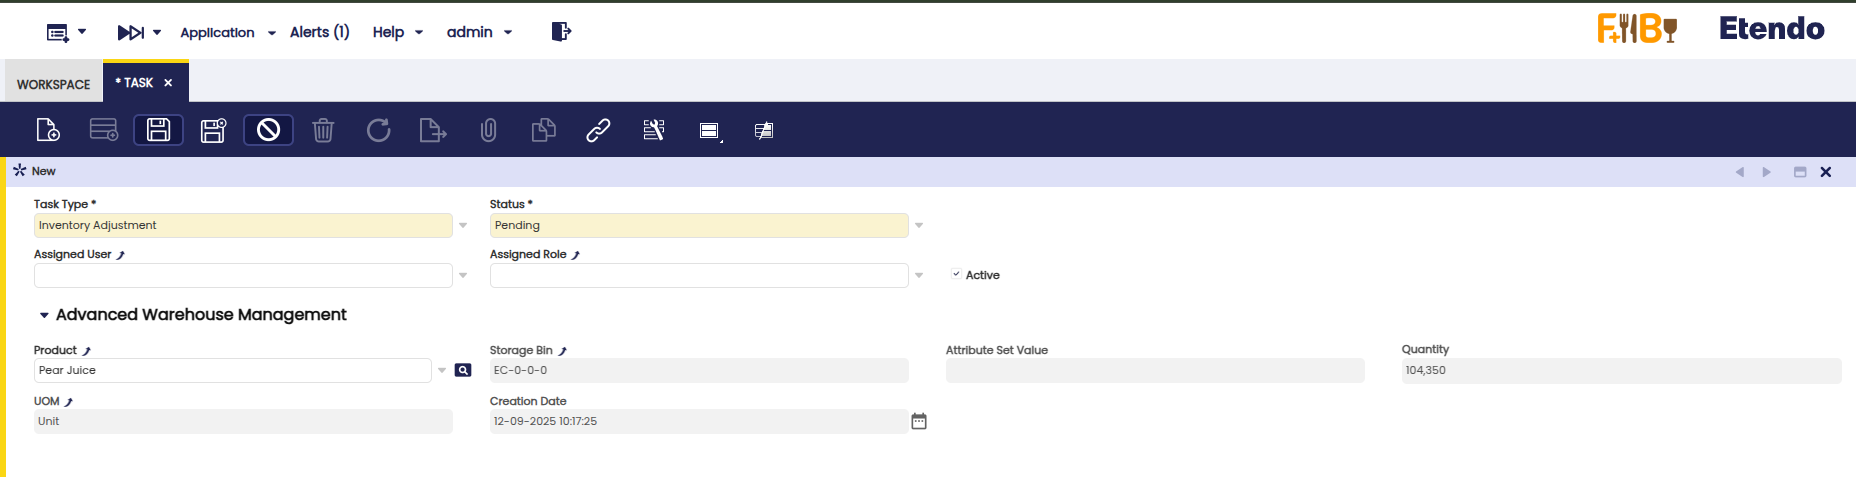 Application Alerts (1) Help admin
F+B Etendo
WORKSPACE * TASK ×
New
Task Type * Status *
Inventory Adjustment Pending
Assigned User Assigned Role
Active
Advanced Warehouse Management
Product Storage Bin Attribute Set Value Quantity
Pear Juice EC-0-0-0 104,350
UOM Creation Date
Unit 12-09-2025 10:17:25